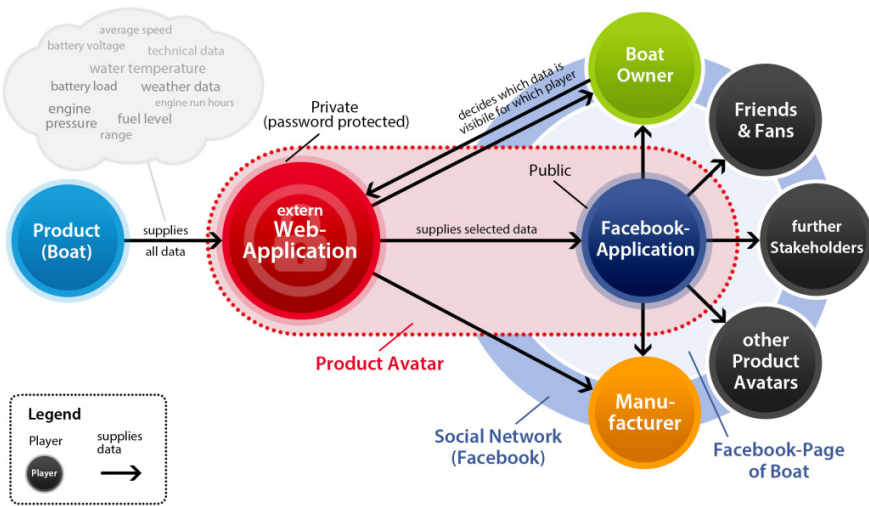 average speed
battery voltage
technical data
water temperature
battery load
weather data
engine run hours
engine
pressure
fuel level
range
Private
(password protected)
decides which data is
visibile for which player
Boat
Owner
Friends
& Fans
Public
Product
(Boat)
supplies
all data
extern
Web-
Application
supplies selected data
Facebook-
Application
further
Stakeholders
Product Avatar
other
Product
Avatars
Manu-
facturer
Social Network
(Facebook)
Facebook-Page
of Boat
Legend
Player
supplies
data
Player